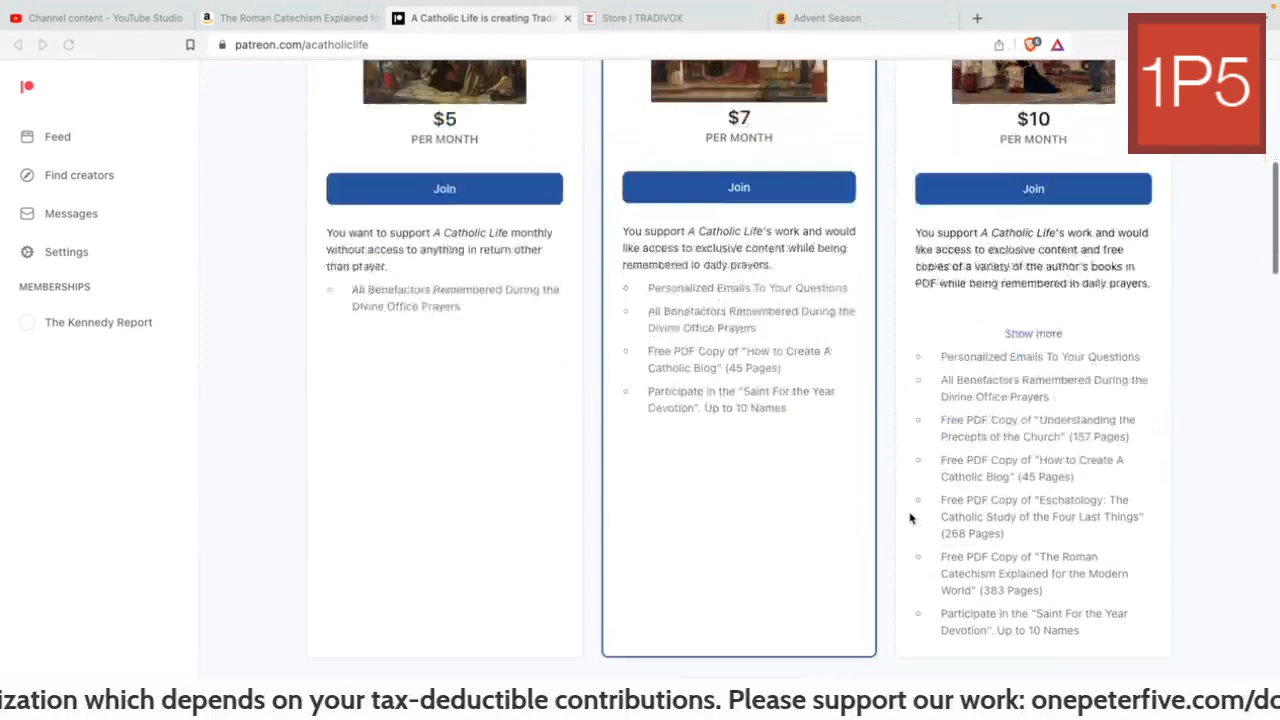 Channel content - YouTube Studio
The Roman Catechism Explained fo
A Catholic Life is creating Tradi
Store | TRADIVOX
Advent Season
patreon.com/acatholiclife
1P5
Feed
Find creators
Messages
Settings
MEMBERSHIPS
The Kennedy Report
$5
PER MONTH
Join
You want to support A Catholic Life monthly
without access to anything in return other
than prayer.
All Benefactors Remembered During the
Divine Office Prayers
$7
PER MONTH
Join
You support A Catholic Life's work and would
like access to exclusive content while being
remembered in daily prayers.
Personalized Emails To Your Questions
All Benefactors Remembered During the
Divine Office Prayers
Free PDF Copy of "How to Create A
Catholic Blog" (45 Pages)
Participate in the "Saint For the Year
Devotion". Up to 10 Names
$10
PER MONTH
Join
You support A Catholic Life's work and would
like access to exclusive content and free
copies of a variety of the author's books in
PDF while being remembered in daily prayers.
Show more
Personalized Emails To Your Questions
All Benefactors Remembered During the
Divine Office Prayers
Free PDF Copy of "Understanding the
Precepts of the Church" (157 Pages)
Free PDF Copy of "How to Create A
Catholic Blog" (45 Pages)
Free PDF Copy of "Eschatology: The
Catholic Study of the Four Last Things"
(268 Pages)
Free PDF Copy of "The Roman
Catechism Explained for the Modern
World" (383 Pages)
Participate in the "Saint For the Year
Devotion". Up to 10 Names
ization which depends on your tax-deductible contributions. Please support our work: onepeterfive.com/do